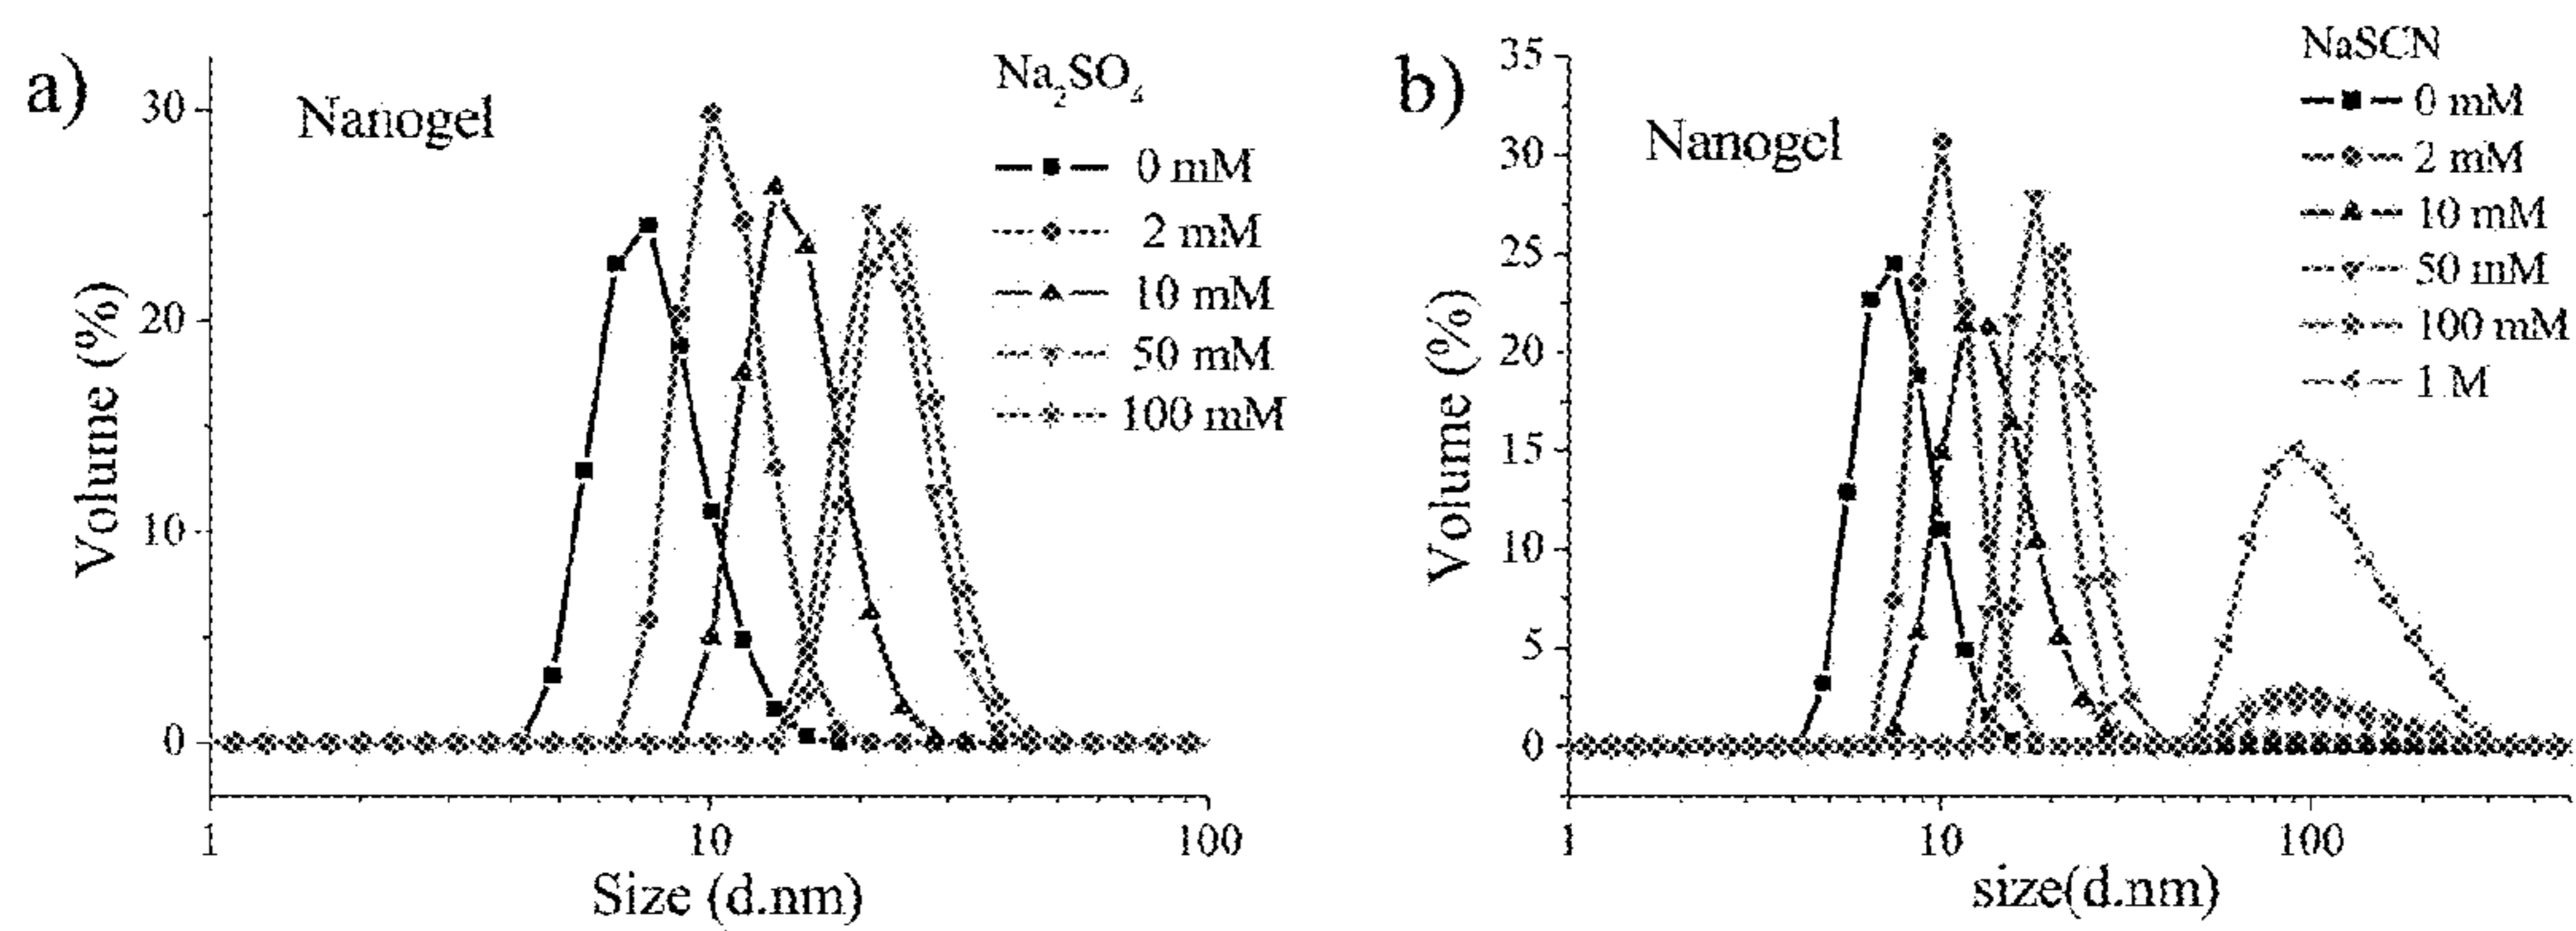 a)
Nanogel
Na₂SO₄
0 mM
2 mM
10 mM
50 mM
100 mM
30
20
10
0
Volume (%)
1
10
100
Size (d.nm)
b)
Nanogel
NaSCN
0 mM
2 mM
10 mM
50 mM
100 mM
1 M
35
30
25
20
15
10
5
0
Volume (%)
1
10
100
size(d.nm)